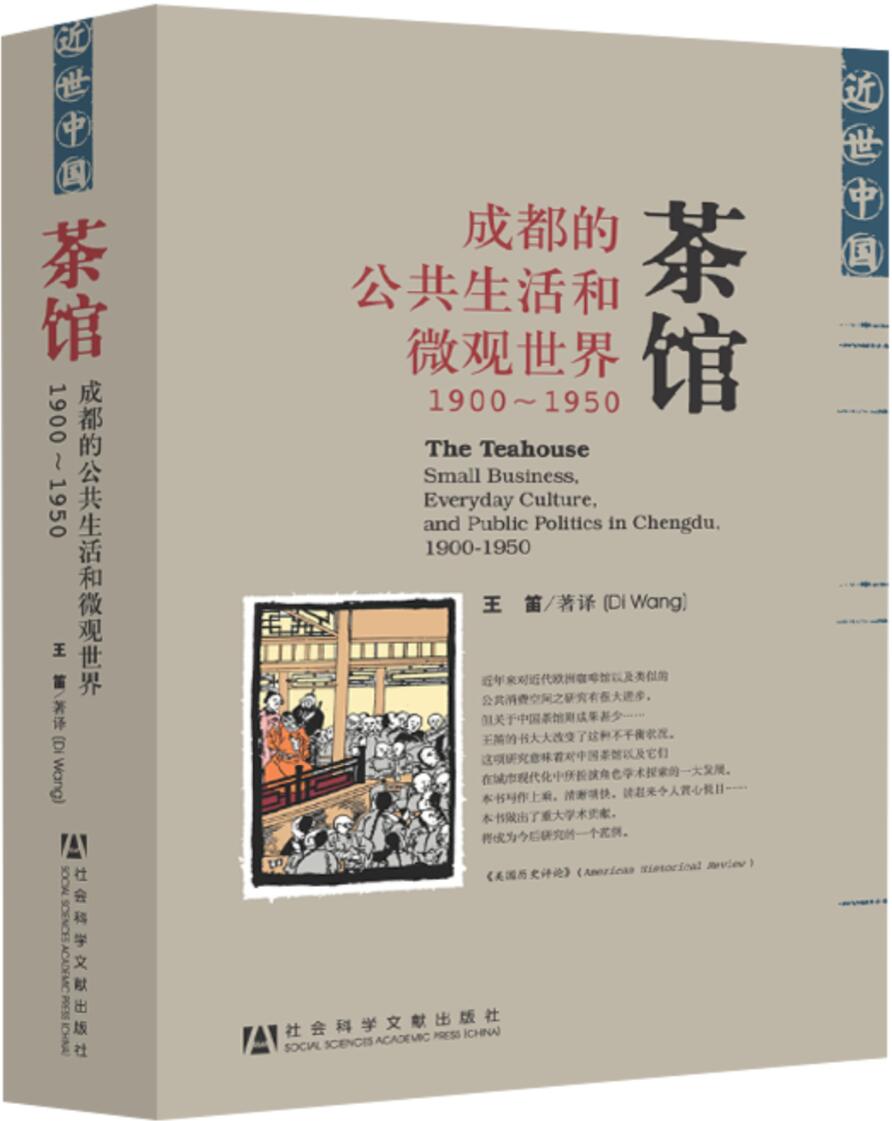 近世中国
茶馆
成都的公共生活和微观世界
1900～1950
王 笛/著译 (Di Wang)
社会科学文献出版社
SOCIAL SCIENCES ACADEMIC PRESS (CHINA)
近世中国
茶馆
成都的
公共生活和
微观世界
1900～1950
The Teahouse
Small Business,
Everyday Culture,
and Public Politics in Chengdu,
1900-1950
王 笛/著译 (Di Wang)
近年来对近代欧洲咖啡馆以及类似的
公共消费空间之研究有很大进步，
但关于中国茶馆则成果甚少……
王笛的书大大改变了这种不平衡状况。
这项研究意味着对中国茶馆以及它们
在城市现代化中所扮演角色学术探索的一大发展。
本书写作上乘，清晰明快，读起来令人赏心悦目……
本书做出了重大学术贡献，
将成为今后研究的一个范例。
《美国历史评论》（American Historical Review）
社会科学文献出版社
SOCIAL SCIENCES ACADEMIC PRESS (CHINA)